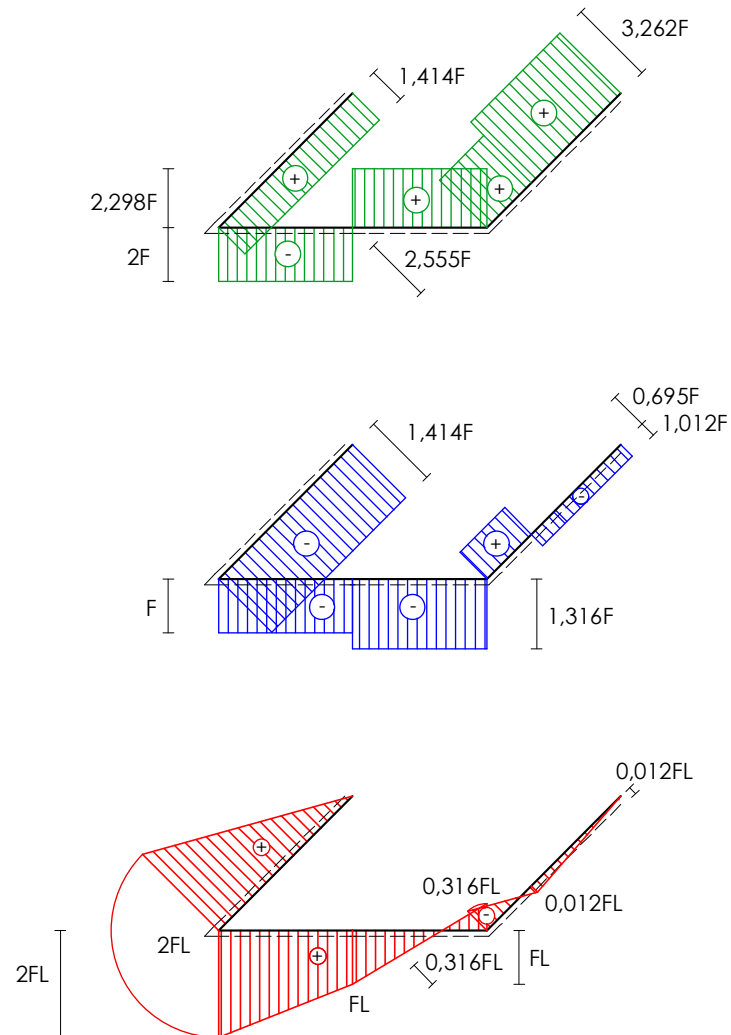 3,262F
1,414F
+
+
+
+
2,298F
2F
-
2,555F
0,695F
1,012F
1,414F
-
-
+
F
-
-
1,316F
0,012FL
+
0,316FL
-
0,012FL
2FL
+
0,316FL
FL
2FL
FL